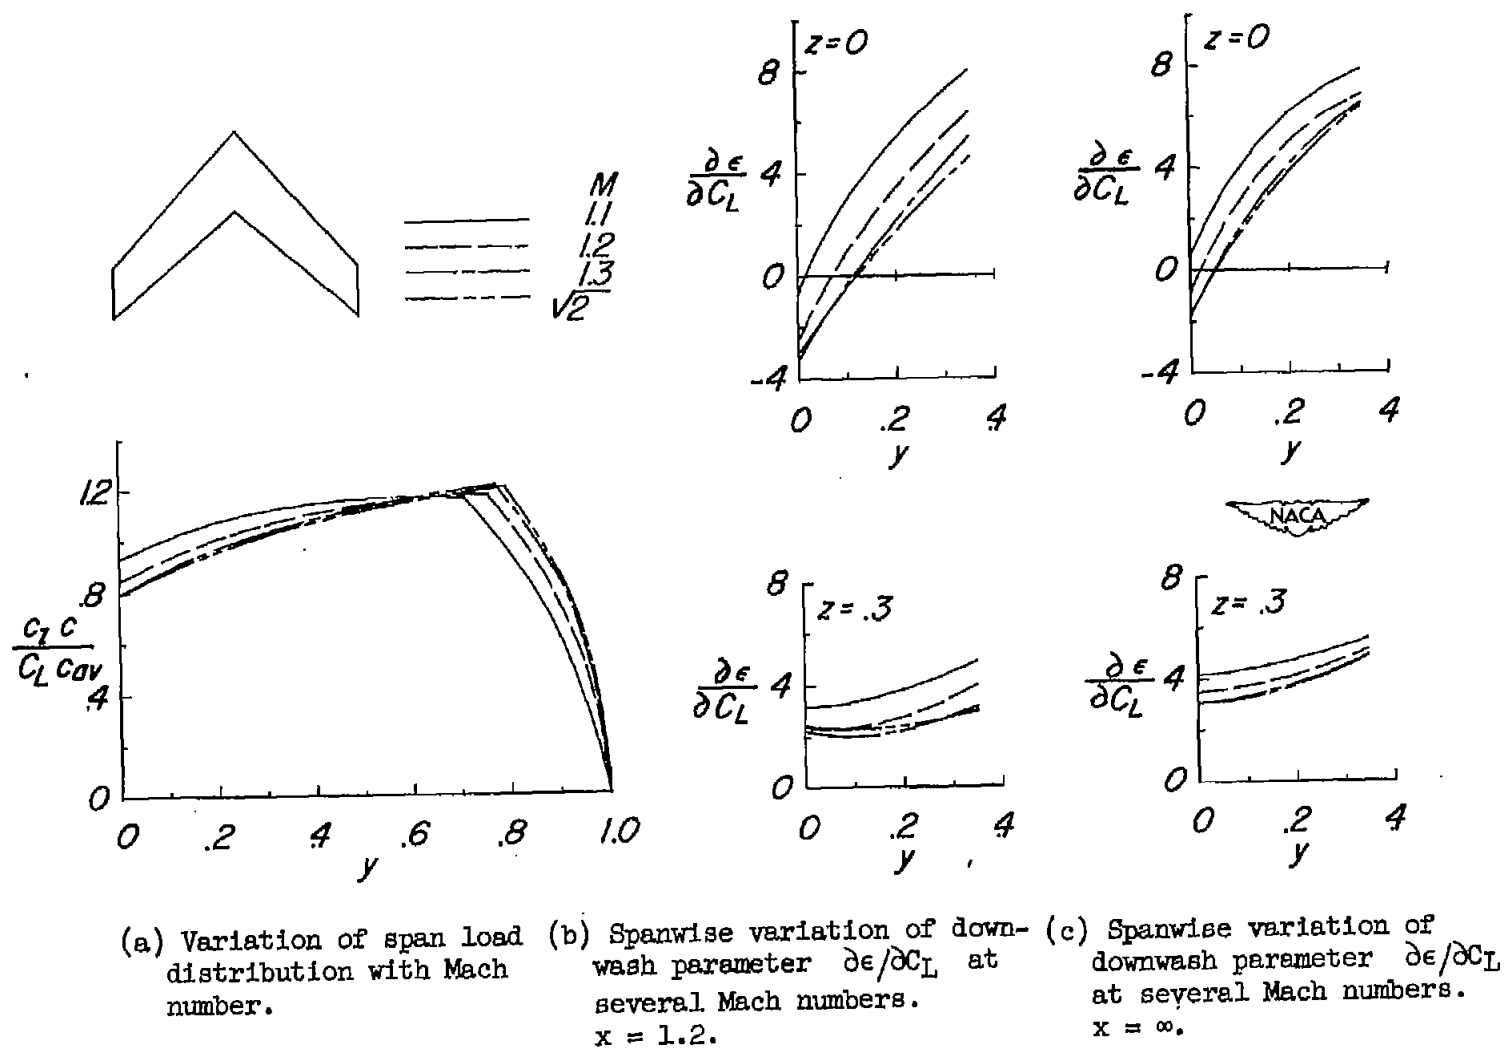 M
1.1
1.2
1.3
√2
z=0
8
4
0
-4
∂ε
∂C_L
0 .2 .4
y
z=0
8
4
0
-4
∂ε
∂C_L
0 .2 .4
y
1.2
.8
.4
0
c_l c
C_L c_av
0 .2 .4 .6 .8 1.0
y
z= .3
8
4
0
∂ε
∂C_L
0 .2 .4
y
NACA
z= .3
8
4
0
∂ε
∂C_L
0 .2 .4
y
(a) Variation of span load
distribution with Mach
number.
(b) Spanwise variation of down-
wash parameter ∂ε/∂C_L at
several Mach numbers.
x = 1.2.
(c) Spanwise variation of
downwash parameter ∂ε/∂C_L
at several Mach numbers.
x = ∞.